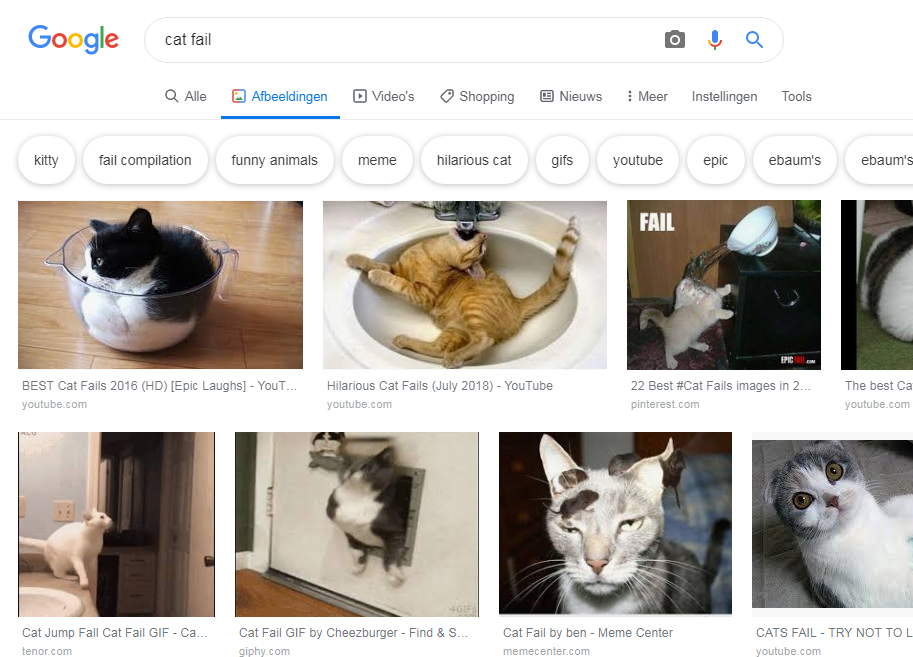 Google
cat fail
Alle
Afbeeldingen
Video's
Shopping
Nieuws
Meer
Instellingen
Tools
kitty
fail compilation
funny animals
meme
hilarious cat
gifs
youtube
epic
ebaum's
ebaum's
FAIL
EPICFAIL.com
BEST Cat Fails 2016 (HD) [Epic Laughs] - YouT...
youtube.com
Hilarious Cat Fails (July 2018) - YouTube
youtube.com
22 Best #Cat Fails images in 2...
pinterest.com
The best Ca
youtube.com
4GIFs
.com
Cat Jump Fall Cat Fail GIF - Ca...
tenor.com
Cat Fail GIF by Cheezburger - Find & S...
giphy.com
Cat Fail by ben - Meme Center
memecenter.com
CATS FAIL - TRY NOT TO L
youtube.com